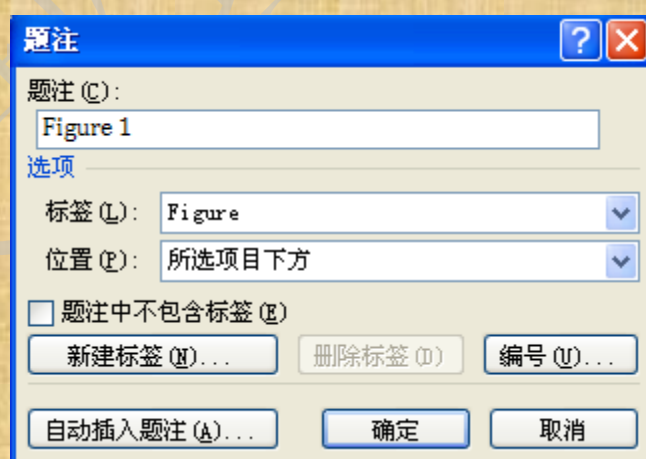 题注
题注(C):
Figure 1
选项
标签(L): Figure
位置(P): 所选项目下方
题注中不包含标签(E)
新建标签(N)... 删除标签(D) 编号(U)...
自动插入题注(A)... 确定 取消